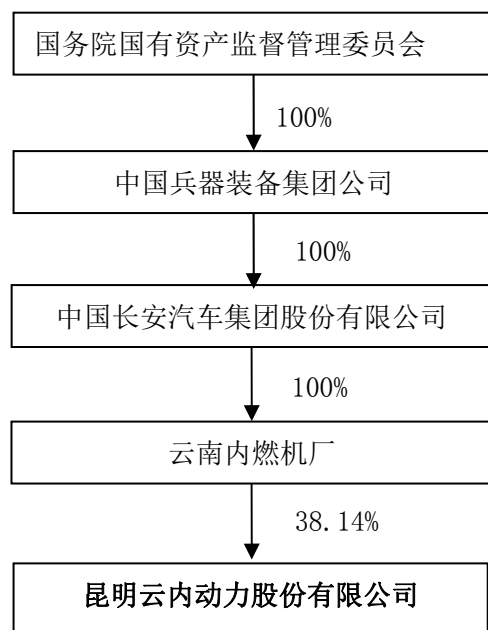 国务院国有资产监督管理委员会
100%
中国兵器装备集团公司
100%
中国长安汽车集团股份有限公司
100%
云南内燃机厂
38.14%
昆明云内动力股份有限公司